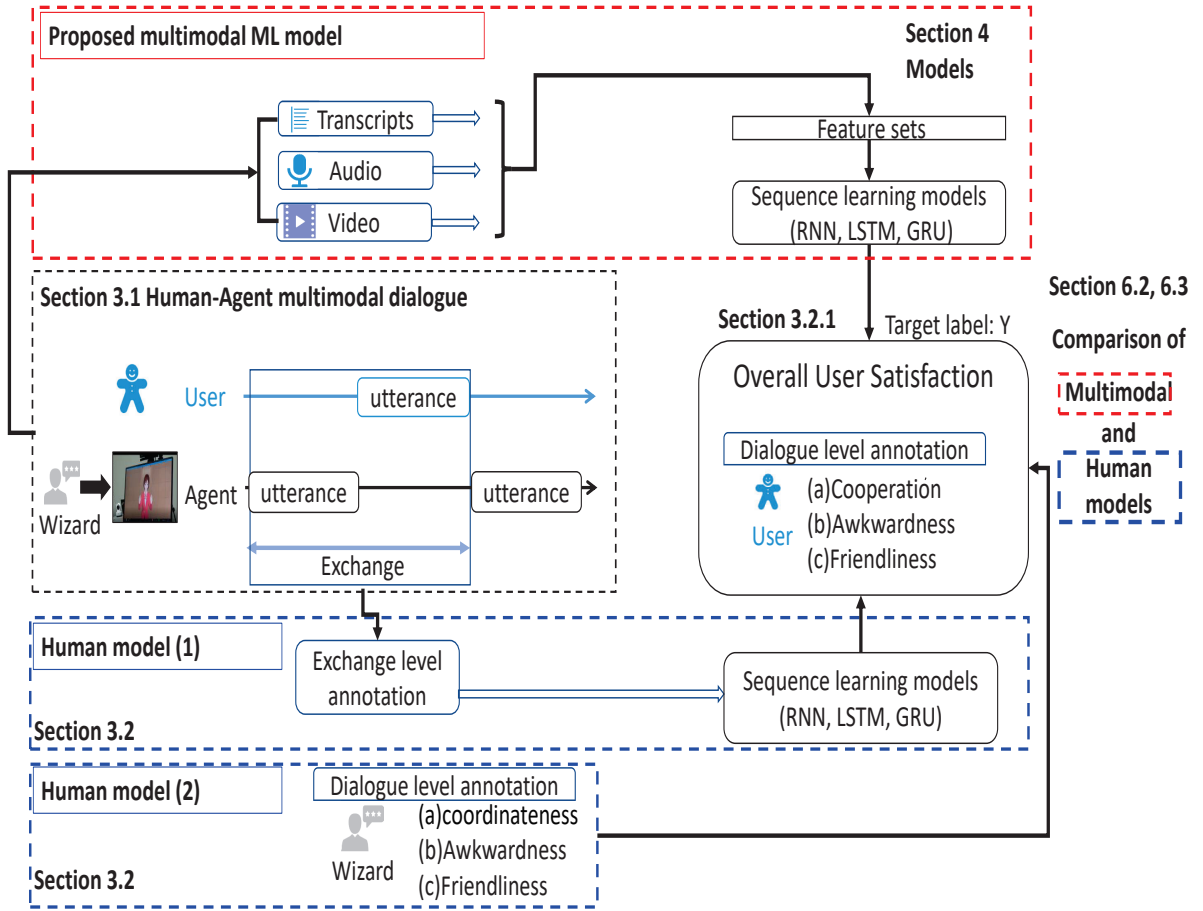 Proposed multimodal ML model
Section 4
Models
Transcripts
Audio
Video
Feature sets
Sequence learning models
(RNN, LSTM, GRU)
Section 3.1 Human-Agent multimodal dialogue
User
utterance
Wizard
Agent
utterance
utterance
Exchange
Section 3.2.1
Target label: Y
Overall User Satisfaction
Dialogue level annotation
User
(a)Cooperation
(b)Awkwardness
(c)Friendliness
Section 6.2, 6.3
Comparison of
Multimodal
and
Human
models
Human model (1)
Exchange level
annotation
Sequence learning models
(RNN, LSTM, GRU)
Section 3.2
Human model (2)
Dialogue level annotation
Wizard
(a)coordinateness
(b)Awkwardness
(c)Friendliness
Section 3.2